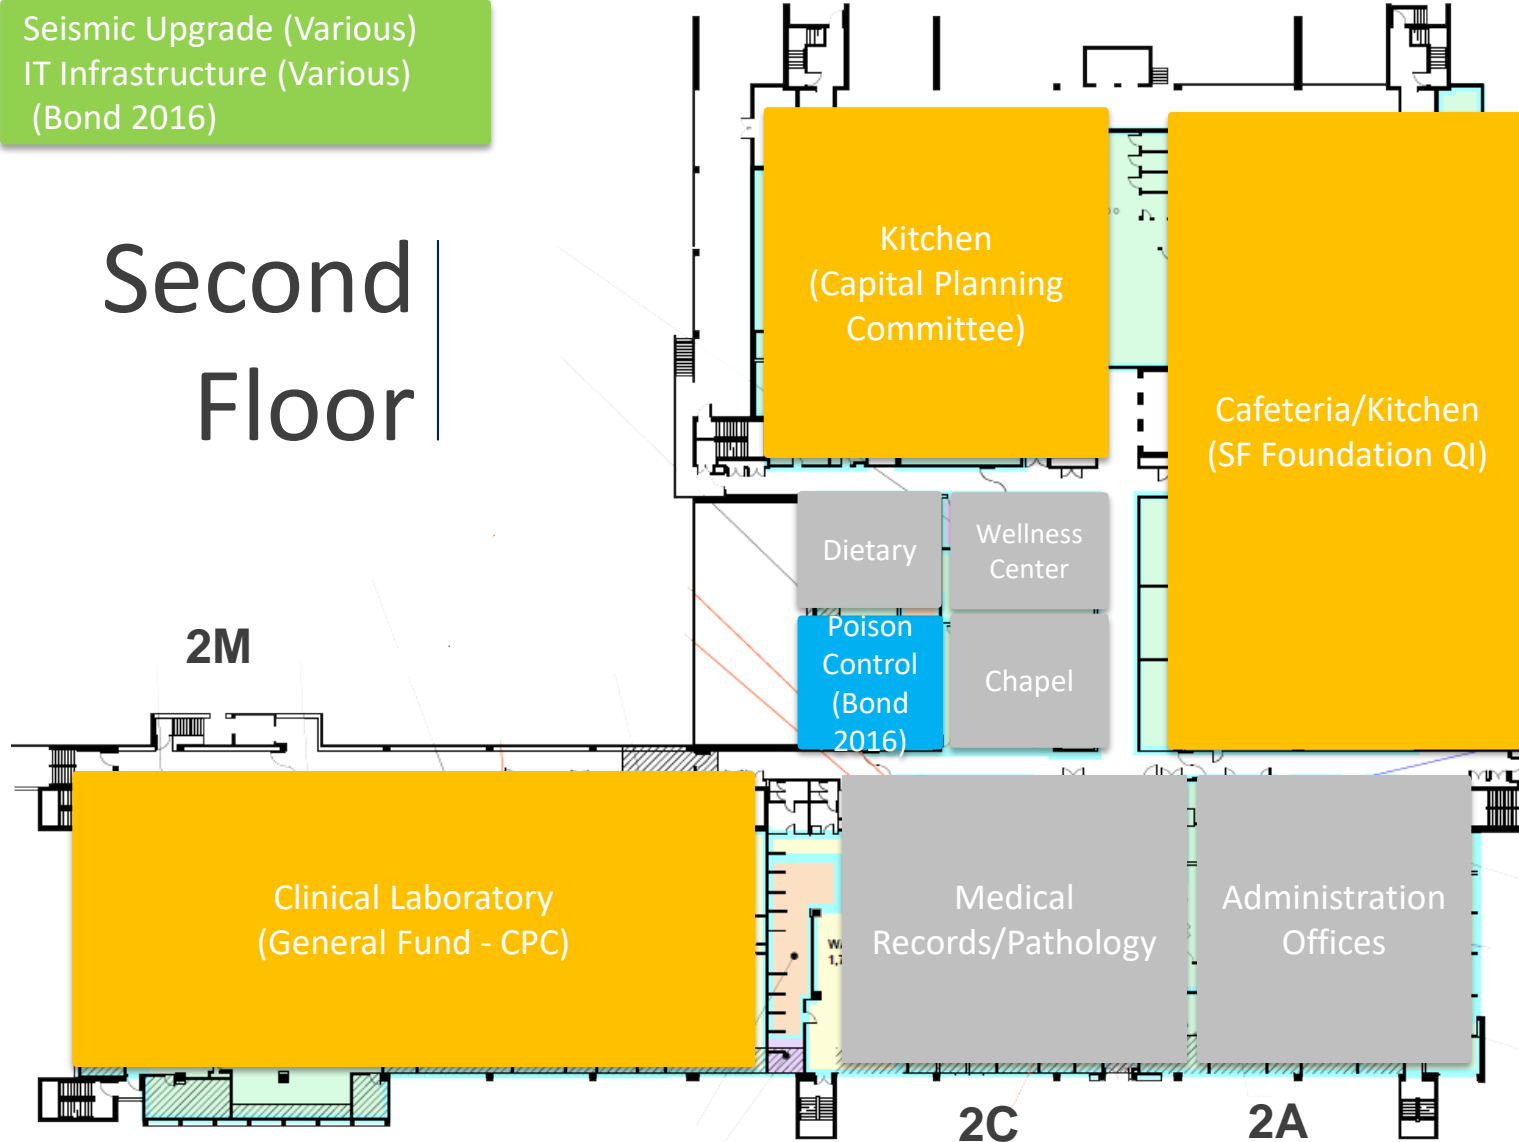 Seismic Upgrade (Various)
IT Infrastructure (Various)
(Bond 2016)
Second
Floor
Kitchen
(Capital Planning
Committee)
Cafeteria/Kitchen
(SF Foundation QI)
Dietary
Wellness
Center
Poison
Control
(Bond
2016)
Chapel
2M
Clinical Laboratory
(General Fund - CPC)
Medical
Records/Pathology
Administration
Offices
2C
2A